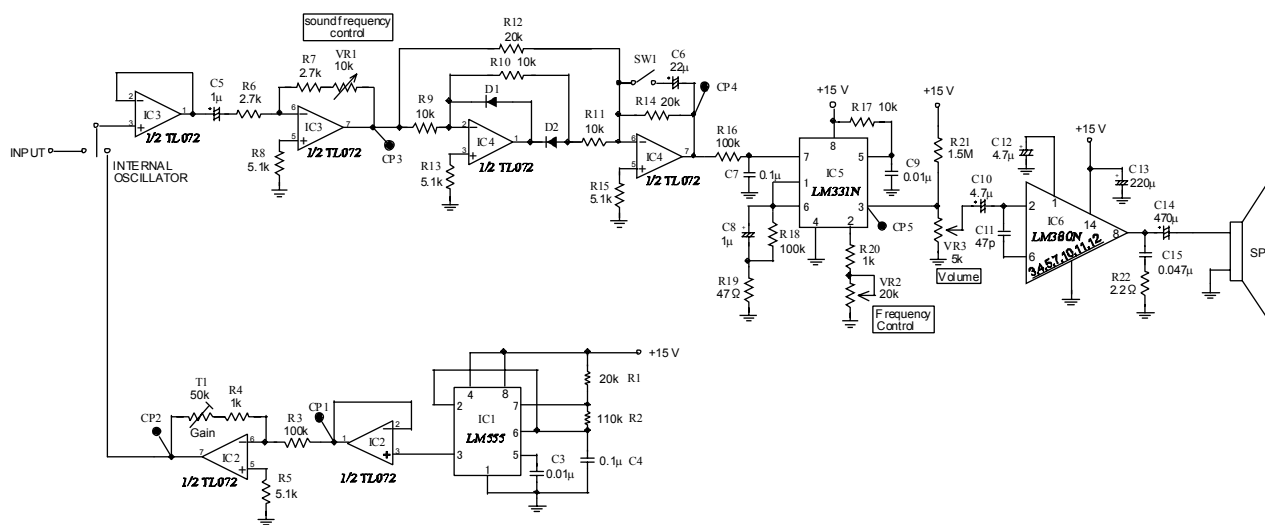 sound frequency
control
R12
20k
R7
2.7k
VR1
10k
R10 10k
SW1
C6
22µ
CP4
+15 V
C5
1µ
R6
2.7k
D1
R14 20k
R17 10k
+15 V
+15 V
2
3
1
IC3
1/2 TL072
6
5
7
IC3
1/2 TL072
CP3
R9
10k
2
3
1
IC4
1/2 TL072
D2
R11
10k
6
5
7
IC4
1/2 TL072
R16
100k
INPUT
INTERNAL
OSCILLATOR
R8
5.1k
R13
5.1k
R15
5.1k
C7
0.1µ
8
7
5
1
IC5
LM331N
6
3
4
2
C9
0.01µ
CP5
C8
1µ
R18
100k
R19
47 Ω
R20
1k
VR2
20k
Frequency
Control
R21
1.5M
VR3
5k
Volume
C12
4.7µ
C10
4.7µ
C11
47p
C13
220µ
2
1
14
IC6
LM380N
8
6
3,4,5,7,10,11,12
C14
470µ
C15
0.047µ
R22
2.2 Ω
SP
+15 V
T1
50k
Gain
R4
1k
R3
100k
CP2
CP1
7
6
5
IC2
1/2 TL072
R5
5.1k
1
2
3
IC2
1/2 TL072
4
8
2
7
IC1
LM555
6
3
5
1
20k R1
110k R2
C3
0.01µ
0.1µ C4